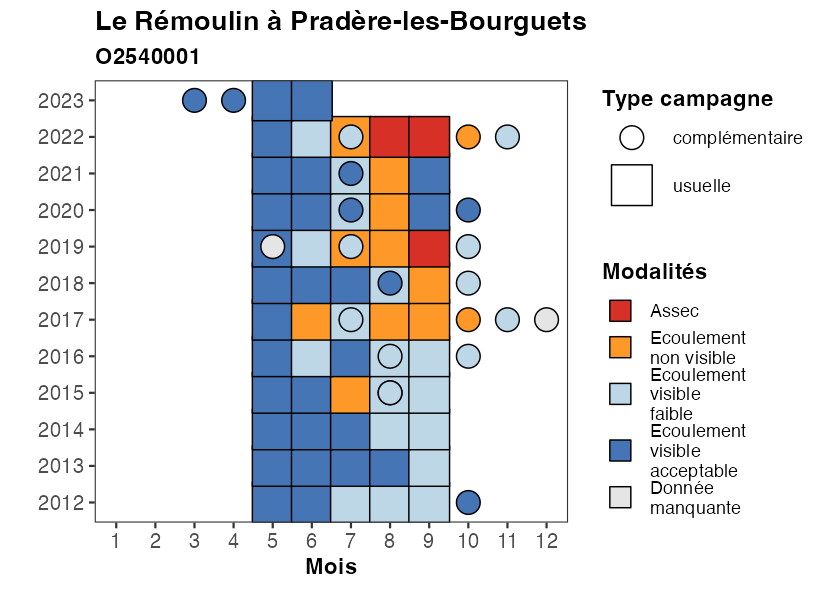 Le Rémoulin à Pradère-les-Bourguets
O2540001
2023
2022
2021
2020
2019
2018
2017
2016
2015
2014
2013
2012
1 2 3 4 5 6 7 8 9 10 11 12
Mois
Type campagne
complémentaire
usuelle
Modalités
Assec
Ecoulement
non visible
Ecoulement
visible
faible
Ecoulement
visible
acceptable
Donnée
manquante